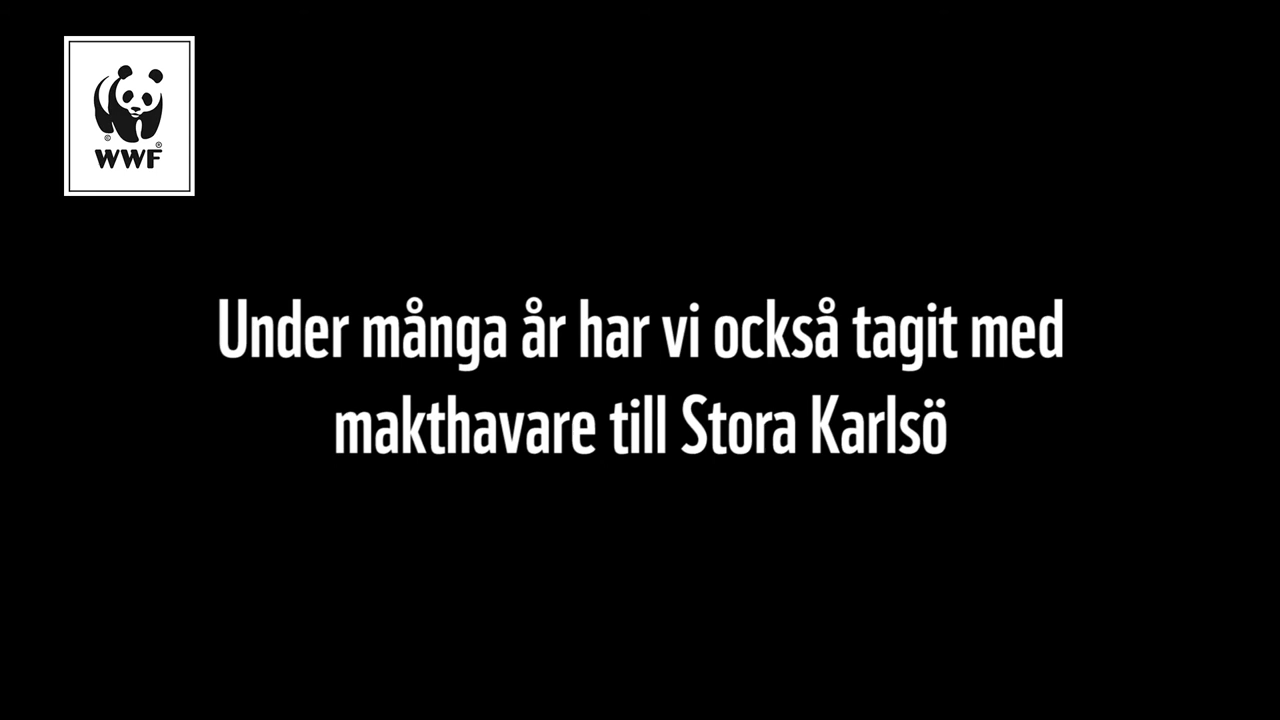 WWF
Under många år har vi också tagit med
makthavare till Stora Karlsö